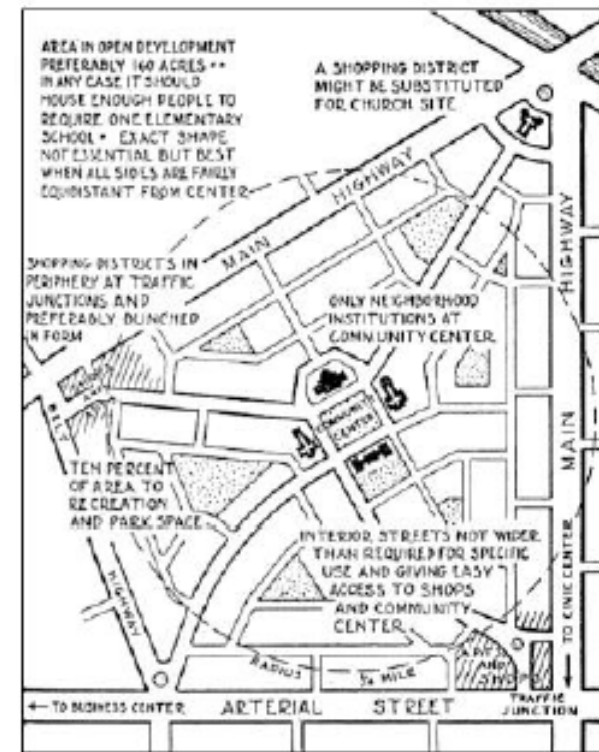 AREA IN OPEN DEVELOPMENT
PREFERABLY 160 ACRES **
IN ANY CASE IT SHOULD
HOUSE ENOUGH PEOPLE TO
REQUIRE ONE ELEMENTARY
SCHOOL • EXACT SHAPE
NOT ESSENTIAL BUT BEST
WHEN ALL SIDES ARE FAIRLY
EQUIDISTANT FROM CENTER
A SHOPPING DISTRICT
MIGHT BE SUBSTITUTED
FOR CHURCH SITE
MAIN HIGHWAY
HIGHWAY
MAIN
SHOPPING DISTRICTS IN
PERIPHERY AT TRAFFIC
JUNCTIONS AND
PREFERABLY BUNCHED
IN FORM
ONLY NEIGHBORHOOD
INSTITUTIONS AT
COMMUNITY CENTER
COMMUNITY
CENTER
TEN PERCENT
OF AREA TO
RECREATION
AND PARK SPACE
INTERIOR STREETS NOT WIDER
THAN REQUIRED FOR SPECIFIC
USE AND GIVING EASY
ACCESS TO SHOPS
AND COMMUNITY
CENTER
HIGHWAY
TO CIVIC CENTER
RADIUS
MILE
AND
SHOPS
TRAFFIC
JUNCTION
← TO BUSINESS CENTER
ARTERIAL STREET